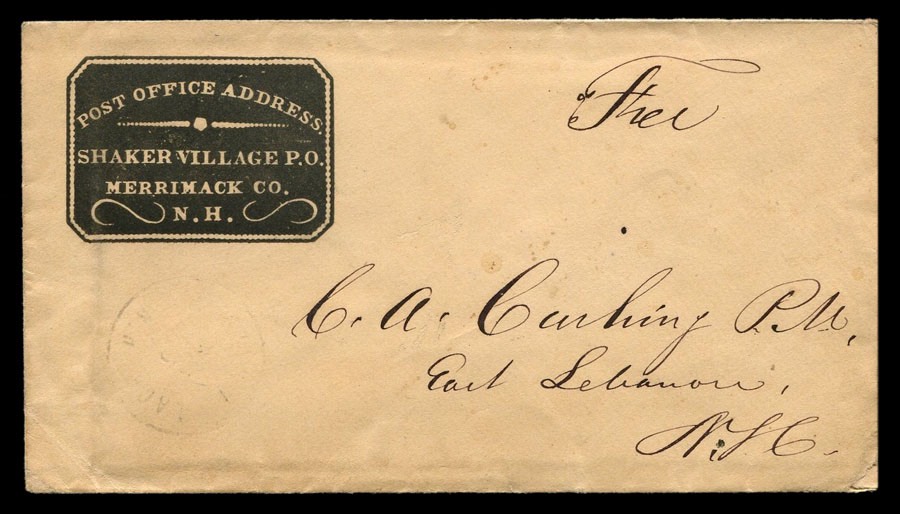 POST OFFICE ADDRESS,
SHAKER VILLAGE P.O.
MERRIMACK CO.
N.H.
Free
C. A. Cushing P.M.,
East Lebanon,
N.H.